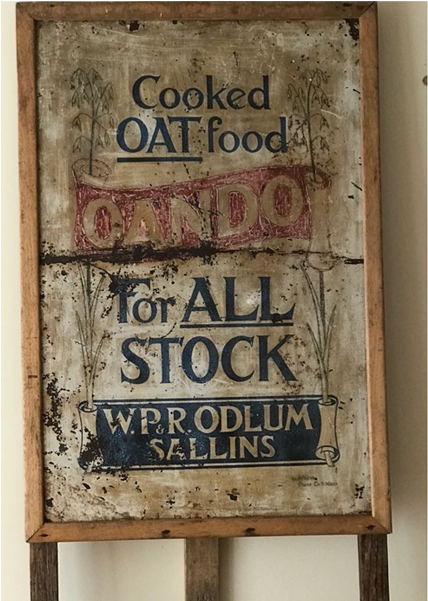 Cooked
OAT food
OANDO
For ALL
STOCK
W.P.&R. ODLUM
SALLINS